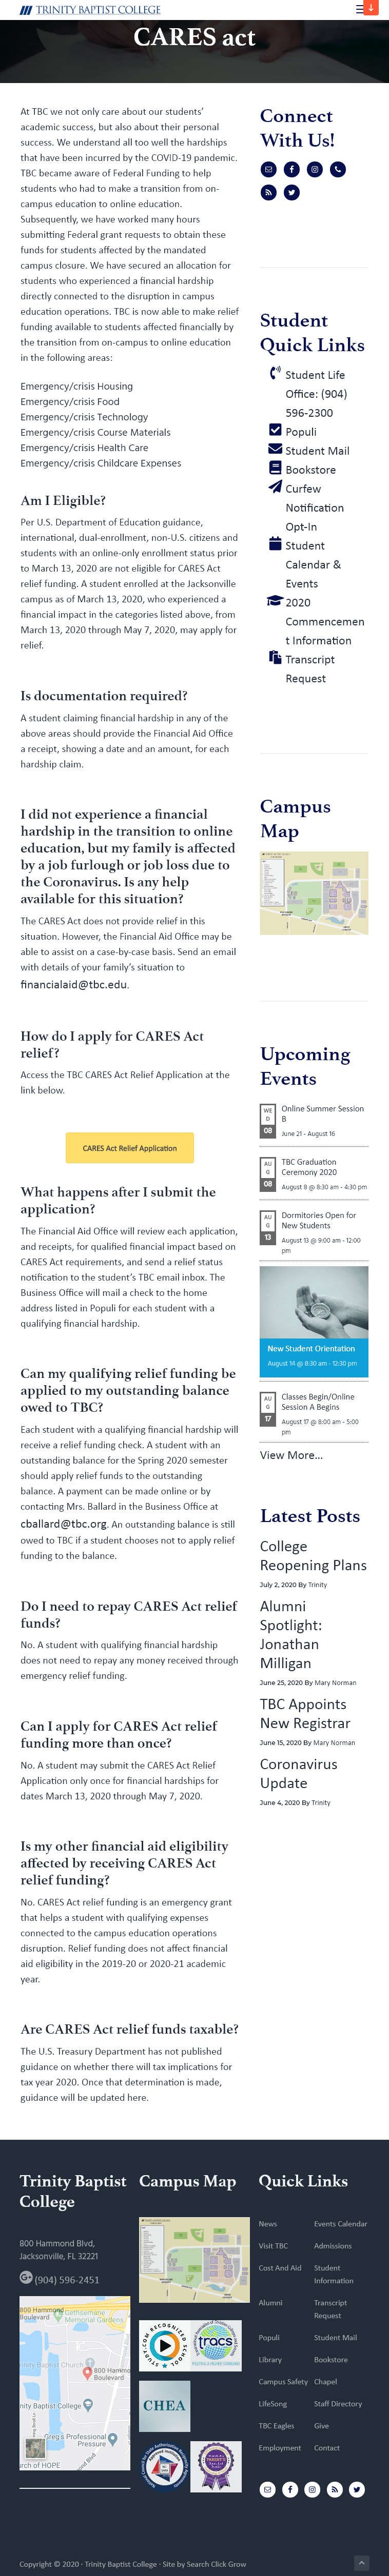 TRINITY BAPTIST COLLEGE
CARES act
At TBC we not only care about our students'
academic success, but also about their personal
success. We understand all too well the hardships
that have been incurred by the COVID-19 pandemic.
TBC became aware of Federal Funding to help
students who had to make a transition from on-
campus education to online education.
Subsequently, we have worked many hours
submitting Federal grant requests to obtain these
funds for students affected by the mandated
campus closure. We have secured an allocation for
students who experienced a financial hardship
directly connected to the disruption in campus
education operations. TBC is now able to make relief
funding available to students affected financially by
the transition from on-campus to online education
in the following areas:
Emergency/crisis Housing
Emergency/crisis Food
Emergency/crisis Technology
Emergency/crisis Course Materials
Emergency/crisis Health Care
Emergency/crisis Childcare Expenses
Am I Eligible?
Per U.S. Department of Education guidance,
international, dual-enrollment, non-U.S. citizens and
students with an online-only enrollment status prior
to March 13, 2020 are not eligible for CARES Act
relief funding. A student enrolled at the Jacksonville
campus as of March 13, 2020, who experienced a
financial impact in the categories listed above, from
March 13, 2020 through May 7, 2020, may apply for
relief.
Is documentation required?
A student claiming financial hardship in any of the
above areas should provide the Financial Aid Office
a receipt, showing a date and an amount, for each
hardship claim.
I did not experience a financial
hardship in the transition to online
education, but my family is affected
by a job furlough or job loss due to
the Coronavirus. Is any help
available for this situation?
The CARES Act does not provide relief in this
situation. However, the Financial Aid Office may be
able to assist on a case-by-case basis. Send an email
with details of your family's situation to
financialaid@tbc.edu.
How do I apply for CARES Act
relief?
Access the TBC CARES Act Relief Application at the
link below.
CARES Act Relief Application
What happens after I submit the
application?
The Financial Aid Office will review each application,
and receipts, for qualified financial impact based on
CARES Act requirements, and send a relief status
notification to the student's TBC email inbox. The
Business Office will mail a check to the home
address listed in Populi for each student with a
qualifying financial hardship.
Can my qualifying relief funding be
applied to my outstanding balance
owed to TBC?
Each student with a qualifying financial hardship will
receive a relief funding check. A student with an
outstanding balance for the Spring 2020 semester
should apply relief funds to the outstanding
balance. A payment can be made online or by
contacting Mrs. Ballard in the Business Office at
cballard@tbc.org. An outstanding balance is still
owed to TBC if a student chooses not to apply relief
funding to the balance.
Do I need to repay CARES Act relief
funds?
No. A student with qualifying financial hardship
does not need to repay any money received through
emergency relief funding.
Can I apply for CARES Act relief
funding more than once?
No. A student may submit the CARES Act Relief
Application only one for financial hardships for
dates March 13, 2020 through May 7, 2020.
Is my other financial aid eligibility
affected by receiving CARES Act
relief funding?
No. CARES Act relief funding is an emergency grant
that helps a student with qualifying expenses
connected to the campus education operations
disruption. Relief funding does not affect financial
aid eligibility in the 2019-20 or 2020-21 academic
year.
Are CARES Act relief funds taxable?
The U.S. Treasury Department has not published
guidance on whether there will tax implications for
tax year 2020. Once that determination is made,
guidance will be updated here.
Connect
With Us!
Student
Quick Links
Student Life
Office: (904)
596-2300
Populi
Student Mail
Bookstore
Curfew
Notification
Opt-In
Student
Calendar &
Events
2020
Commencemen
t Information
Transcript
Request
Campus
Map
Upcoming
Events
WE
D
08
Online Summer Session
B
June 21 - August 16
AU
G
08
TBC Graduation
Ceremony 2020
August 8 @ 8:30 am - 4:30 pm
AU
G
13
Dormitories Open for
New Students
August 13 @ 9:00 am - 12:00
pm
New Student Orientation
August 14 @ 8:30 am - 12:30 pm
AU
G
17
Classes Begin/Online
Session A Begins
August 17 @ 8:00 am - 5:00
pm
View More...
Latest Posts
College
Reopening Plans
July 2, 2020 By Trinity
Alumni
Spotlight:
Jonathan
Milligan
June 25, 2020 By Mary Norman
TBC Appoints
New Registrar
June 15, 2020 By Mary Norman
Coronavirus
Update
June 4, 2020 By Trinity
Trinity Baptist
College
800 Hammond Blvd,
Jacksonville, FL 32221
(904) 596-2451
800 Hammond
Boulevard
Gethsemane
Memorial Gardens
inity Baptist Church
800 Hammond
Boulevard
ty Baptist College
Greg's Professional
Pressure
rch of HOPE
Campus Map
RECOGNIZED
tracs
CHEA
Quick Links
News
Events Calendar
Visit TBC
Admissions
Cost And Aid
Student
Information
Alumni
Transcript
Request
Populi
Student Mail
Library
Bookstore
Campus Safety
Chapel
LifeSong
Staff Directory
TBC Eagles
Give
Employment
Contact
Copyright © 2020 · Trinity Baptist College · Site by Search Click Grow